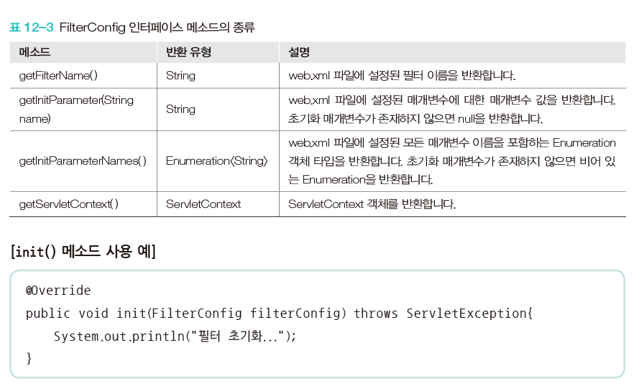 표 12-3 FilterConfig 인터페이스 메소드의 종류
메소드 반환 유형 설명
getFilterName() String web.xml 파일에 설정된 필터 이름을 반환합니다.
getInitParameter(String name) String web.xml 파일에 설정된 매개변수에 대한 매개변수 값을 반환합니다.
초기화 매개변수가 존재하지 않으면 null을 반환합니다.
getInitParameterNames() Enumeration〈String〉 web.xml 파일에 설정된 모든 매개변수 이름을 포함하는 Enumeration
객체 타입을 반환합니다. 초기화 매개변수가 존재하지 않으면 비어 있
는 Enumeration을 반환합니다.
getServletContext() ServletContext ServletContext 객체를 반환합니다.
[init() 메소드 사용 예]
@Override
public void init(FilterConfig filterConfig) throws ServletException{
System.out.println("필터 초기화...");
}